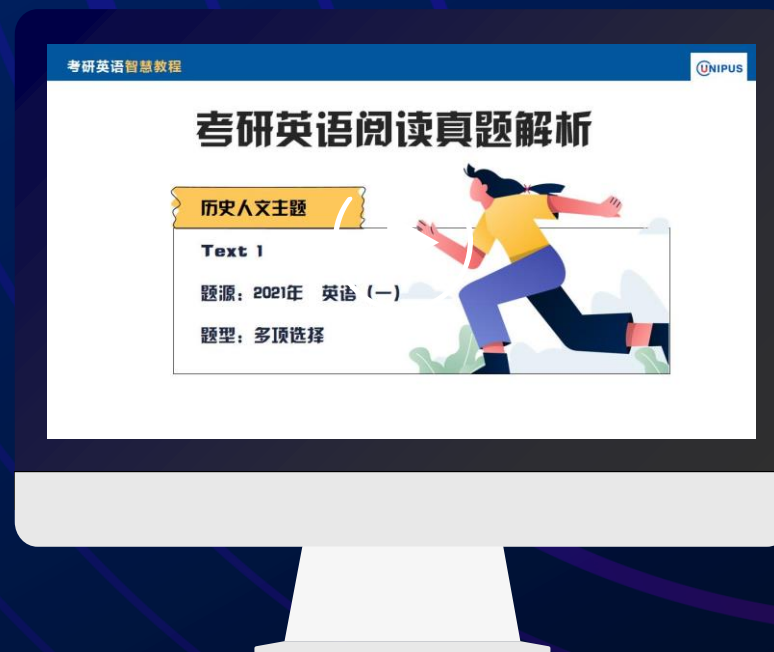 考研英语智慧教程
UNIPUS
考研英语阅读真题解析
历史人文主题
Text 1
题源：2021年 英语（一）
题型：多项选择